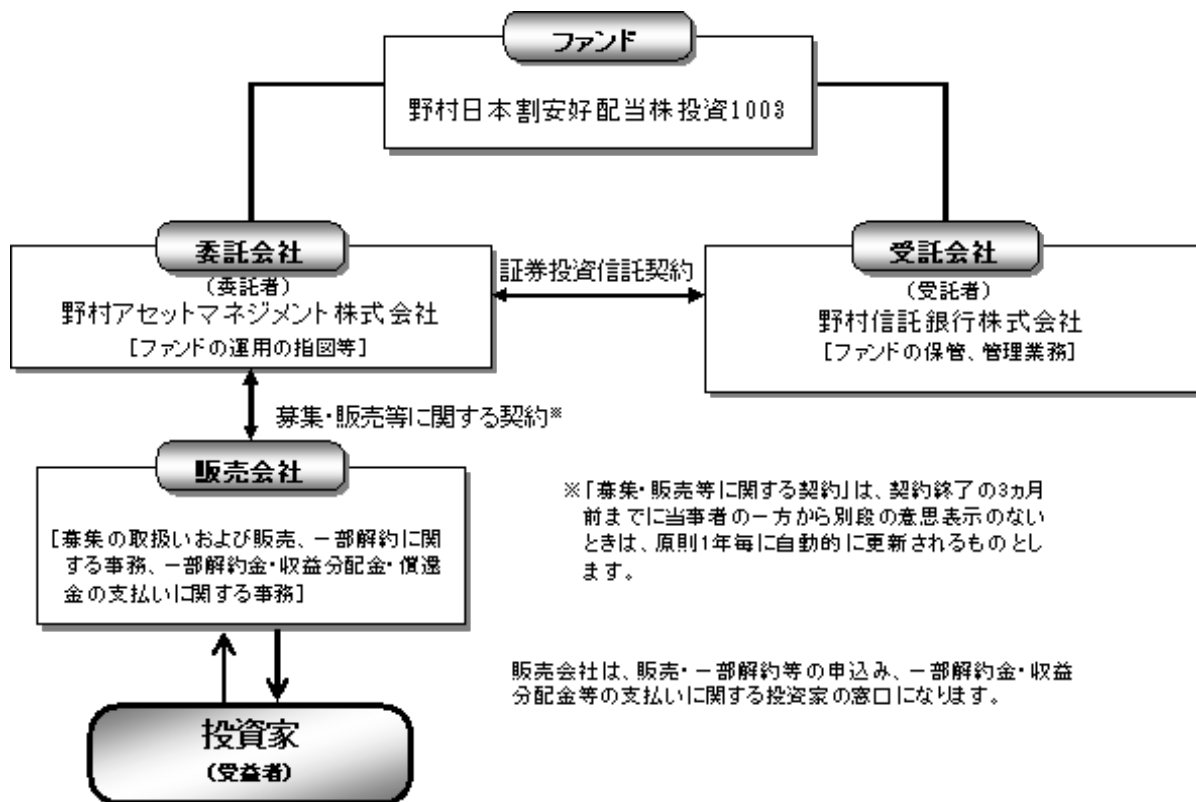 ファンド
野村日本割安好配当株投資1003
委託会社
(委託者)
野村アセットマネジメント株式会社
[ファンドの運用の指図等]
証券投資信託契約
受託会社
(受託者)
野村信託銀行株式会社
[ファンドの保管、管理業務]
募集・販売等に関する契約※
販売会社
[募集の取扱いおよび販売、一部解約に関
する事務、一部解約金・収益分配金・償還
金の支払いに関する事務]
※「募集・販売等に関する契約」は、契約終了の3ヵ月
前までに当事者の一方から別段の意思表示のない
ときは、原則1年毎に自動的に更新されるものとし
ます。
販売会社は、販売・一部解約等の申込み、一部解約金・収益
分配金等の支払いに関する投資家の窓口になります。
投資家
(受益者)